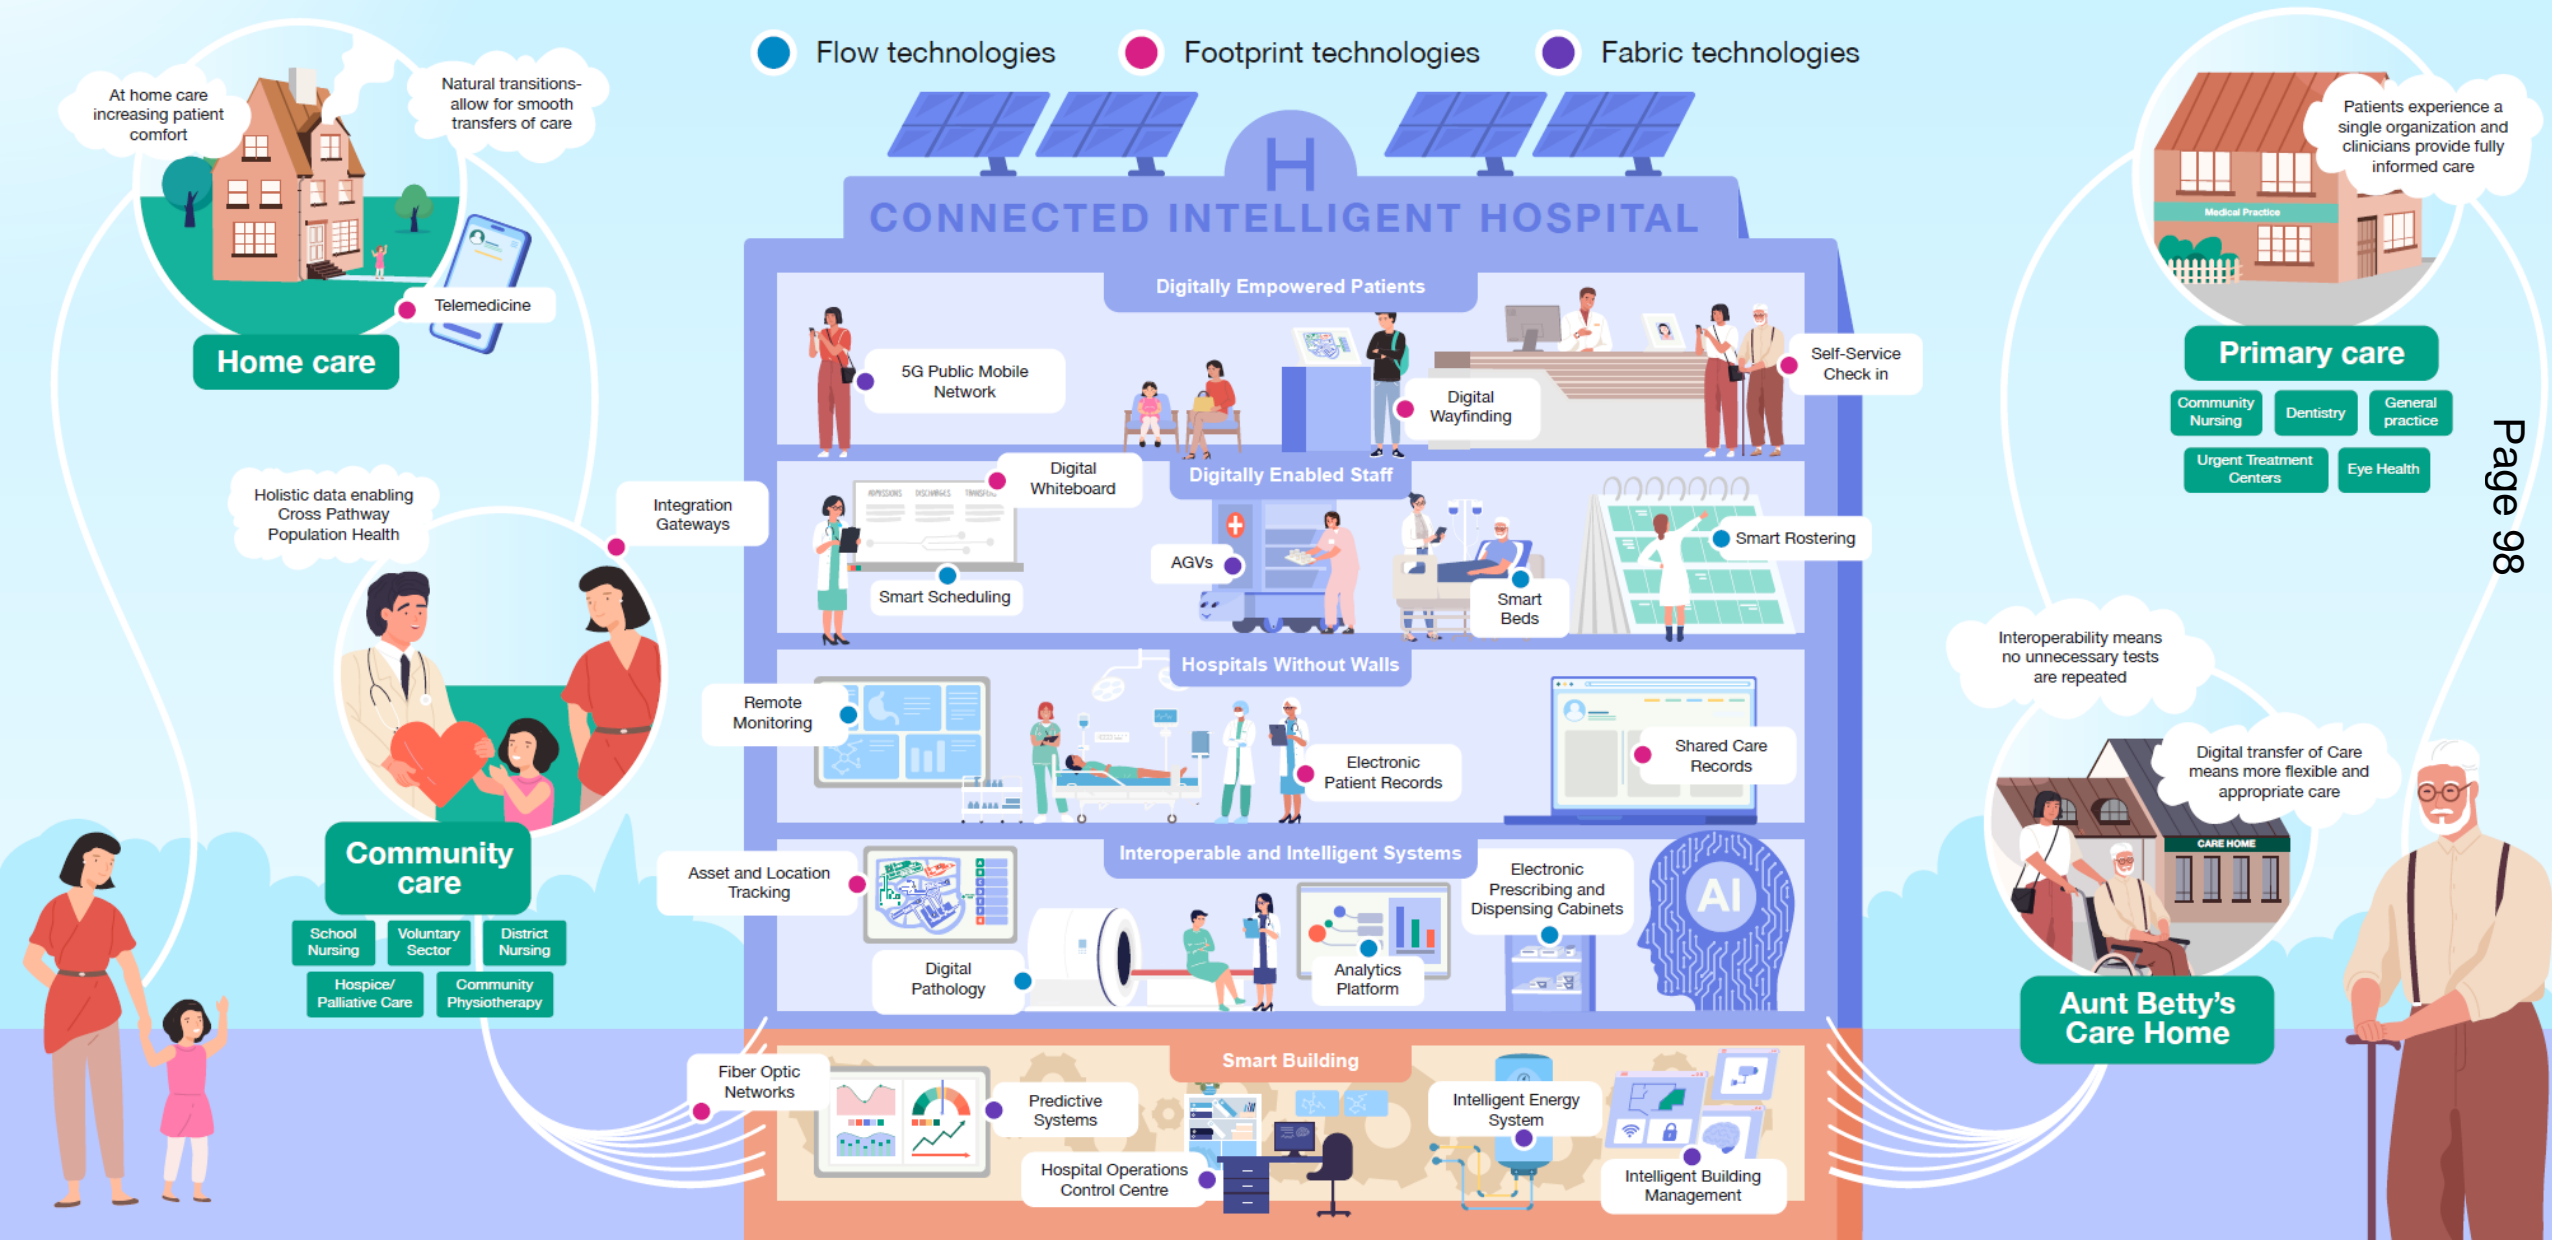 Flow technologies
Footprint technologies
Fabric technologies
At home care
increasing patient
comfort
Natural transitions-
allow for smooth
transfers of care
Telemedicine
Home care
Patients experience a
single organization and
clinicians provide fully
informed care
Medical Practice
Primary care
Community
Nursing
Dentistry
General
practice
Urgent Treatment
Centers
Eye Health
Page 98
H
CONNECTED INTELLIGENT HOSPITAL
Digitally Empowered Patients
5G Public Mobile
Network
Digital
Wayfinding
Self-Service
Check in
Digitally Enabled Staff
ADMISSIONS
DISCHARGES
Digital
Whiteboard
Smart Scheduling
AGVs
Smart
Beds
Smart Rostering
Integration
Gateways
Holistic data enabling
Cross Pathway
Population Health
Community
care
School
Nursing
Voluntary
Sector
District
Nursing
Hospice/
Palliative Care
Community
Physiotherapy
Hospitals Without Walls
Remote
Monitoring
Electronic
Patient Records
Shared Care
Records
Interoperability means
no unnecessary tests
are repeated
Digital transfer of Care
means more flexible and
appropriate care
CARE HOME
Aunt Betty's
Care Home
Interoperable and Intelligent Systems
Asset and Location
Tracking
Digital
Pathology
Analytics
Platform
Electronic
Prescribing and
Dispensing Cabinets
AI
Smart Building
Fiber Optic
Networks
Predictive
Systems
Hospital Operations
Control Centre
Intelligent Energy
System
Intelligent Building
Management